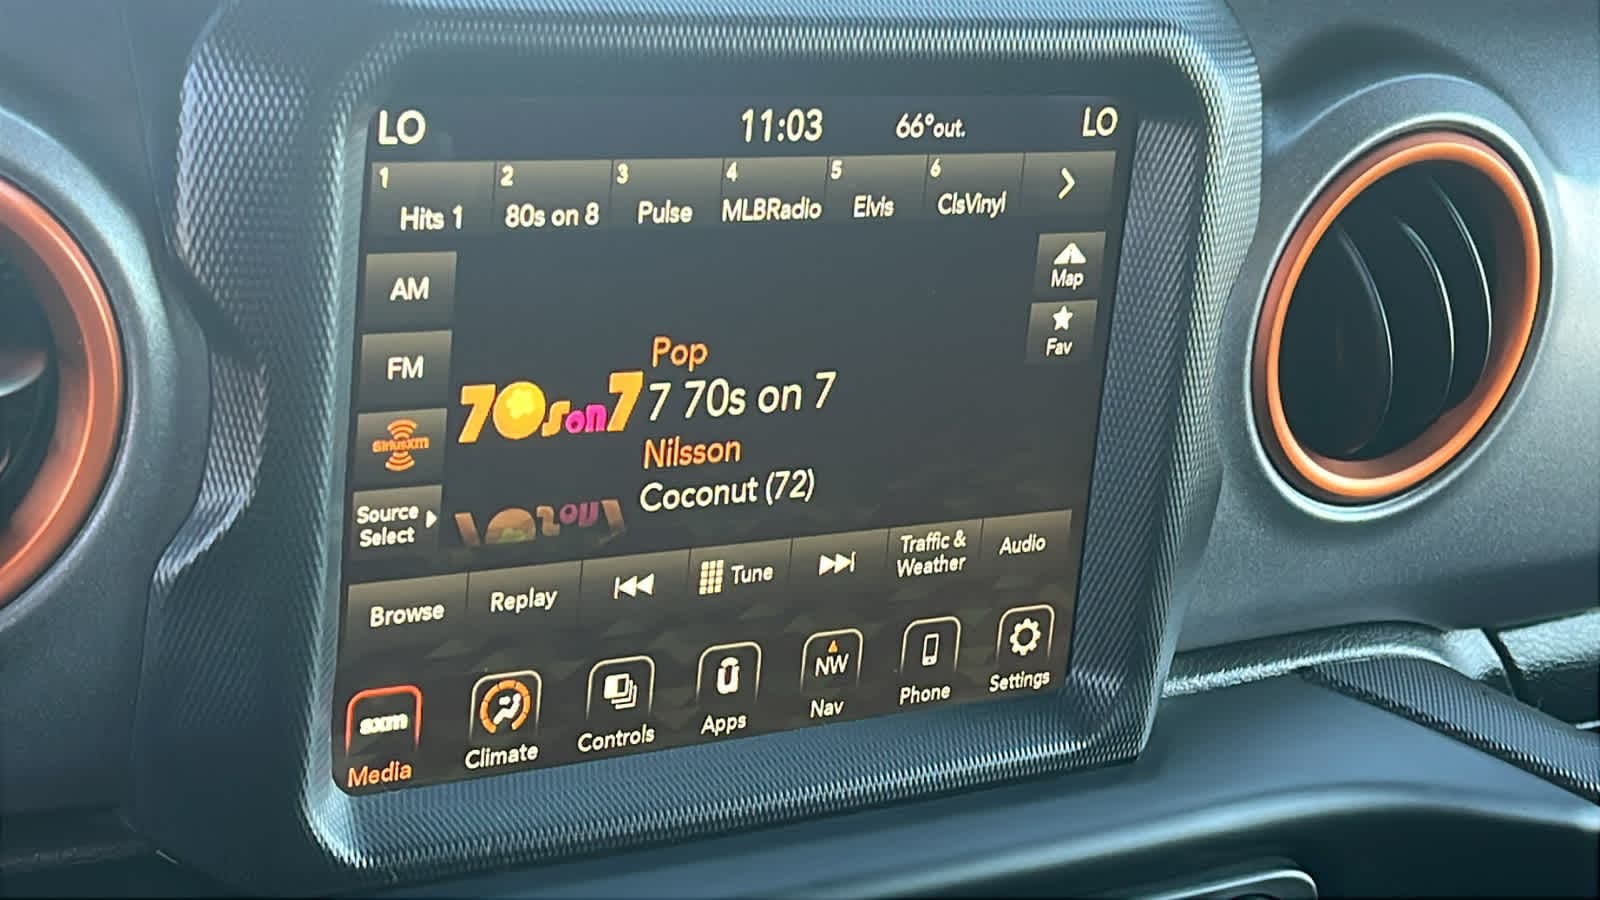 LO 11:03 66°out. LO
1 2 3 4 5 6
Hits 1 80s on 8 Pulse MLBRadio Elvis ClsVinyl
AM
Map
FM
Fav
Pop
70s on 7
7 70s on 7
SiriusXM
Nilsson
Coconut (72)
Source
Select
Browse Replay Tune Traffic &
Weather
Audio
sxm
NW
Media Climate Controls Apps Nav Phone Settings